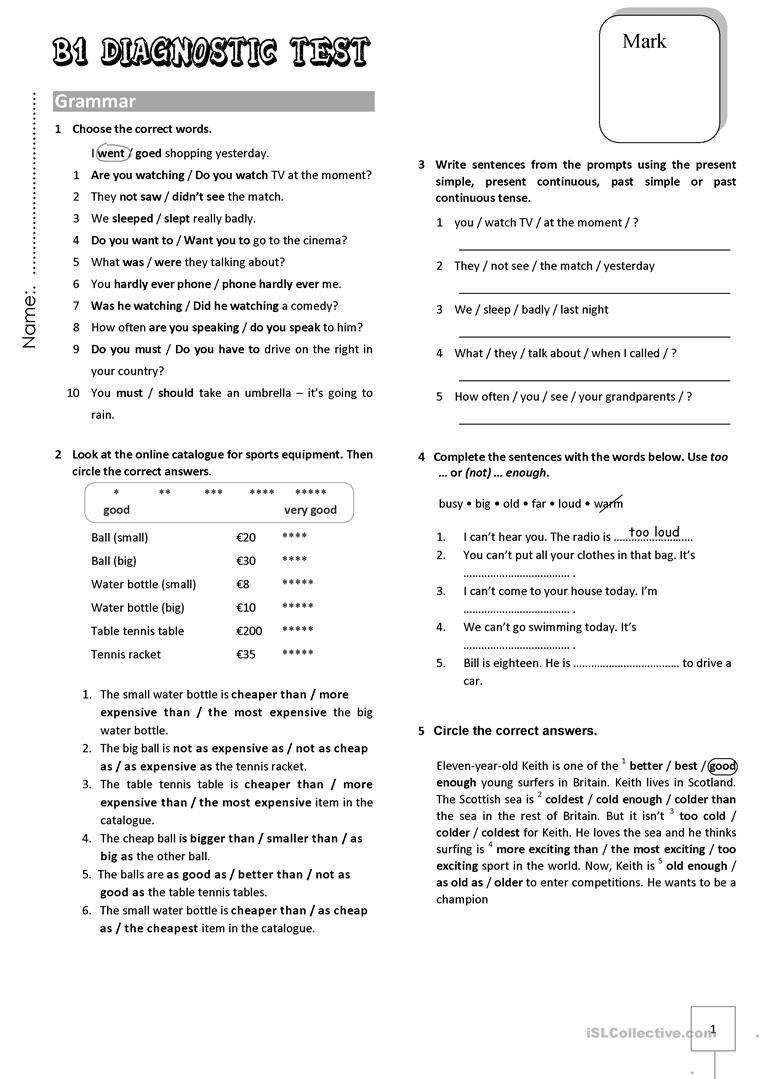 B1 DIAGNOSTIC TEST
Mark
Name:. ........................................
Grammar
1 Choose the correct words.
I went / goed shopping yesterday.
1 Are you watching / Do you watch TV at the moment?
2 They not saw / didn't see the match.
3 We sleeped / slept really badly.
4 Do you want to / Want you to go to the cinema?
5 What was / were they talking about?
6 You hardly ever phone / phone hardly ever me.
7 Was he watching / Did he watching a comedy?
8 How often are you speaking / do you speak to him?
9 Do you must / Do you have to drive on the right in
your country?
10 You must / should take an umbrella – it's going to
rain.
2 Look at the online catalogue for sports equipment. Then
circle the correct answers.
* ** *** **** *****
good very good
Ball (small) €20 ****
Ball (big) €30 ****
Water bottle (small) €8 *****
Water bottle (big) €10 *****
Table tennis table €200 *****
Tennis racket €35 *****
1. The small water bottle is cheaper than / more
expensive than / the most expensive the big
water bottle.
2. The big ball is not as expensive as / not as cheap
as / as expensive as the tennis racket.
3. The table tennis table is cheaper than / more
expensive than / the most expensive item in the
catalogue.
4. The cheap ball is bigger than / smaller than / as
big as the other ball.
5. The balls are as good as / better than / not as
good as the table tennis tables.
6. The small water bottle is cheaper than / as cheap
as / the cheapest item in the catalogue.
3 Write sentences from the prompts using the present
simple, present continuous, past simple or past
continuous tense.
1 you / watch TV / at the moment / ?
2 They / not see / the match / yesterday
3 We / sleep / badly / last night
4 What / they / talk about / when I called / ?
5 How often / you / see / your grandparents / ?
4 Complete the sentences with the words below. Use too
... or (not) ... enough.
busy • big • old • far • loud • warm
1. I can't hear you. The radio is ...too loud...
2. You can't put all your clothes in that bag. It's
.................................... .
3. I can't come to your house today. I'm
.................................... .
4. We can't go swimming today. It's
.................................... .
5. Bill is eighteen. He is .................................... to drive a
car.
5 Circle the correct answers.
Eleven-year-old Keith is one of the 1 better / best / good
enough young surfers in Britain. Keith lives in Scotland.
The Scottish sea is 2 coldest / cold enough / colder than
the sea in the rest of Britain. But it isn't 3 too cold /
colder / coldest for Keith. He loves the sea and he thinks
surfing is 4 more exciting than / the most exciting / too
exciting sport in the world. Now, Keith is 5 old enough /
as old as / older to enter competitions. He wants to be a
champion
iSLCollective.com
1